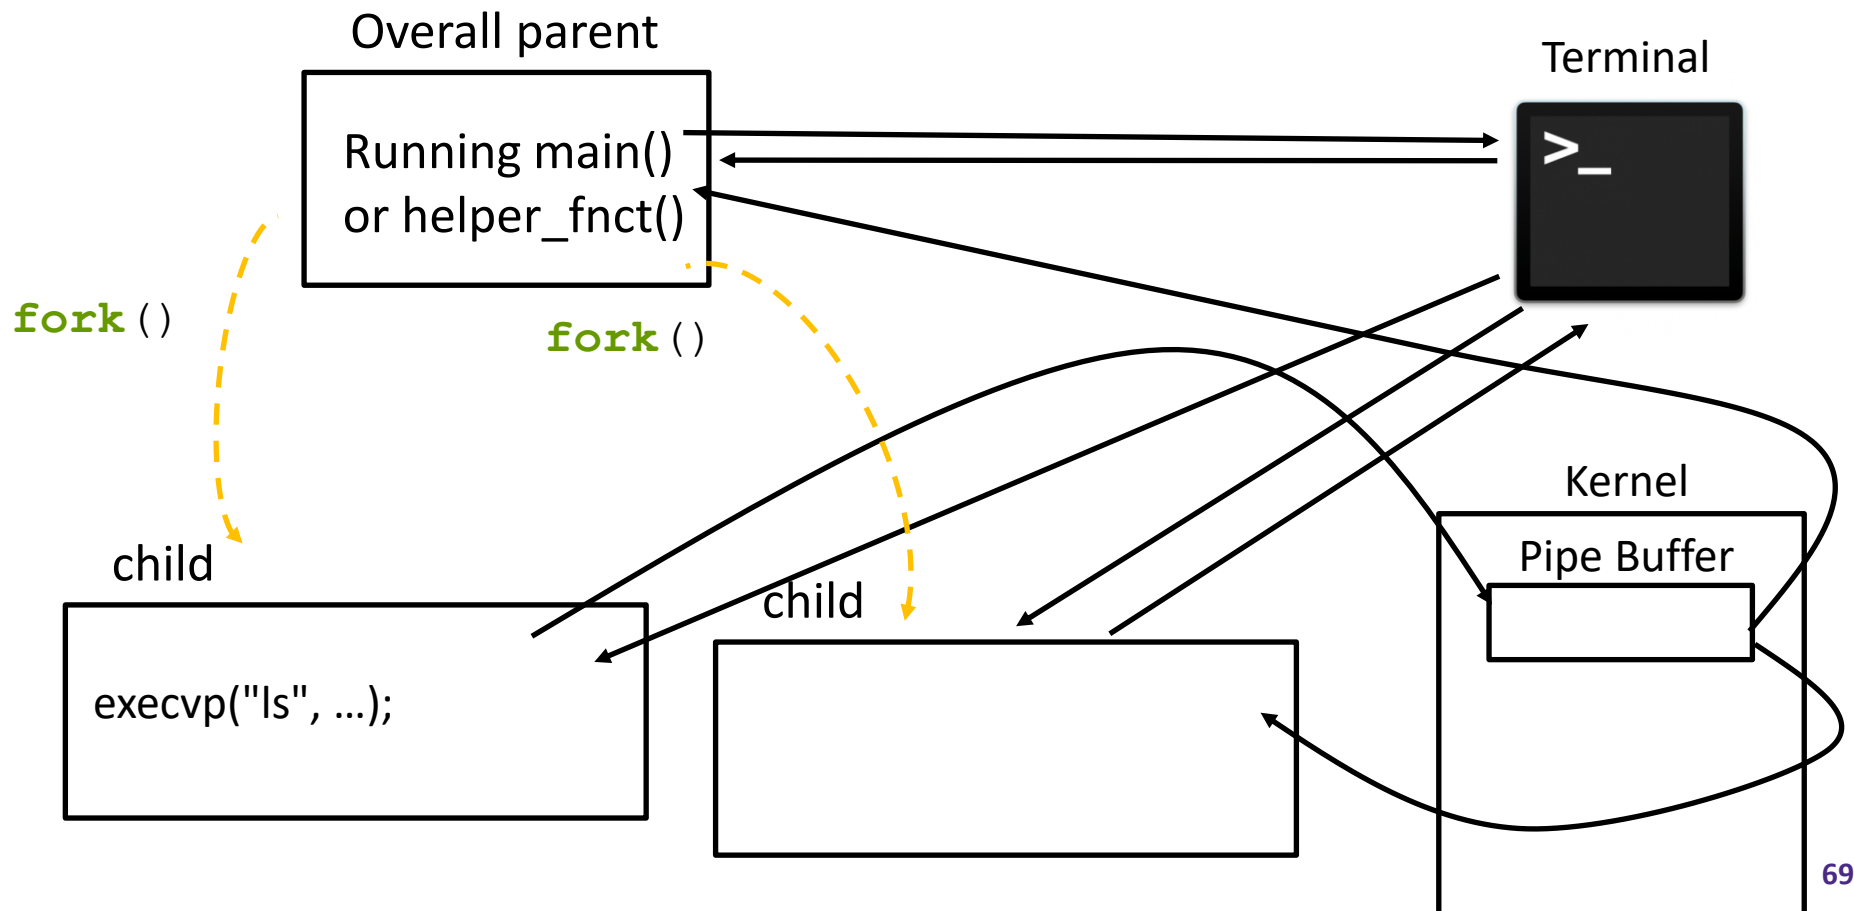 Overall parent
Terminal
Running main()
or helper_fnct()
>_
fork()
fork()
Kernel
Pipe Buffer
child
child
execvp("ls", …);
69